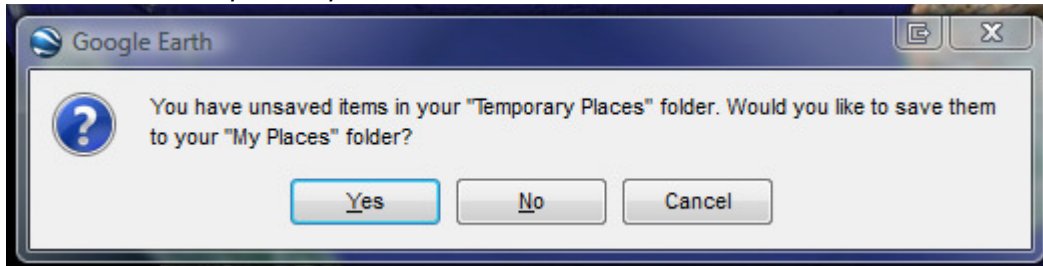 Google Earth
You have unsaved items in your "Temporary Places" folder. Would you like to save them
to your "My Places" folder?
Yes
No
Cancel